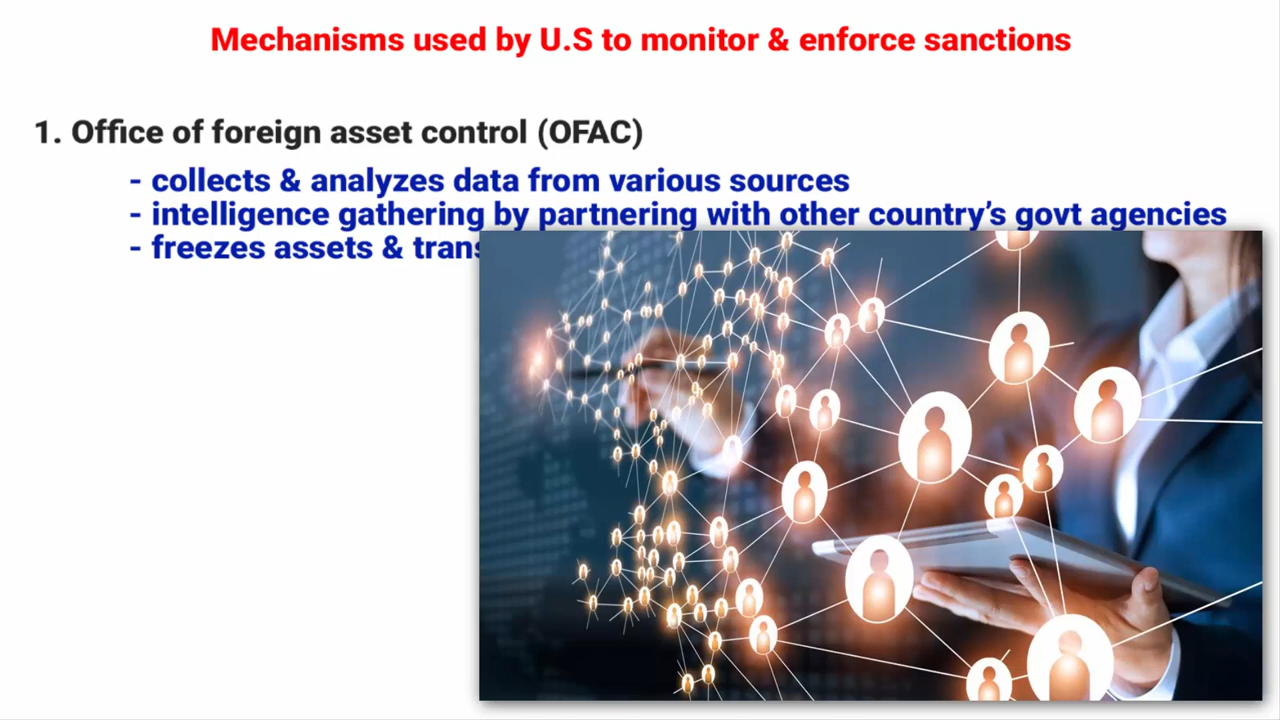 Mechanisms used by U.S to monitor & enforce sanctions
1. Office of foreign asset control (OFAC)
- collects & analyzes data from various sources
- intelligence gathering by partnering with other country's govt agencies
- freezes assets &